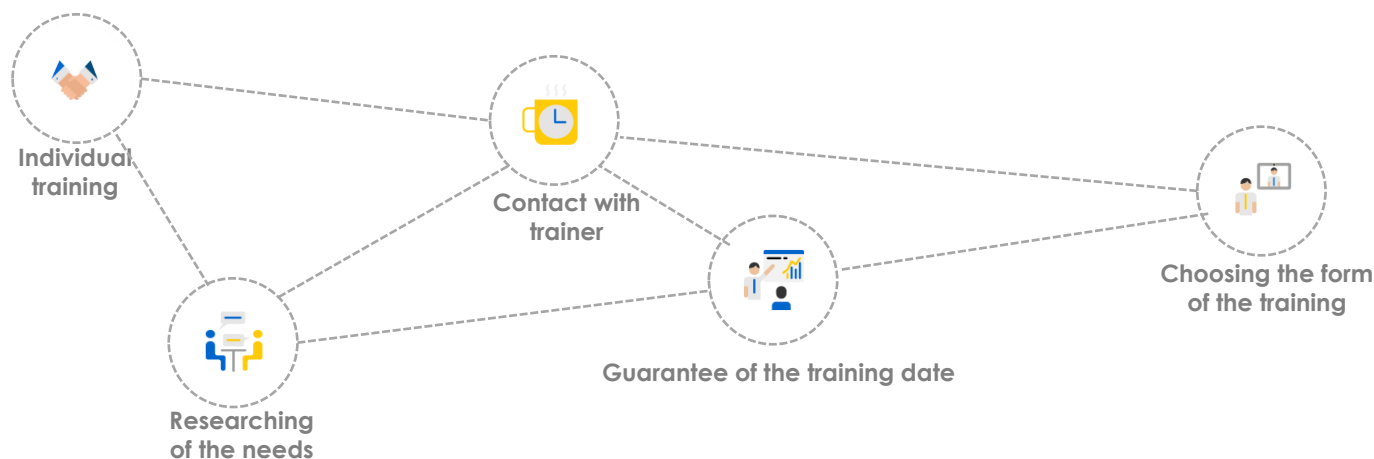 Individual
training
Contact with
trainer
Choosing the form
of the training
Guarantee of the training date
Researching
of the needs